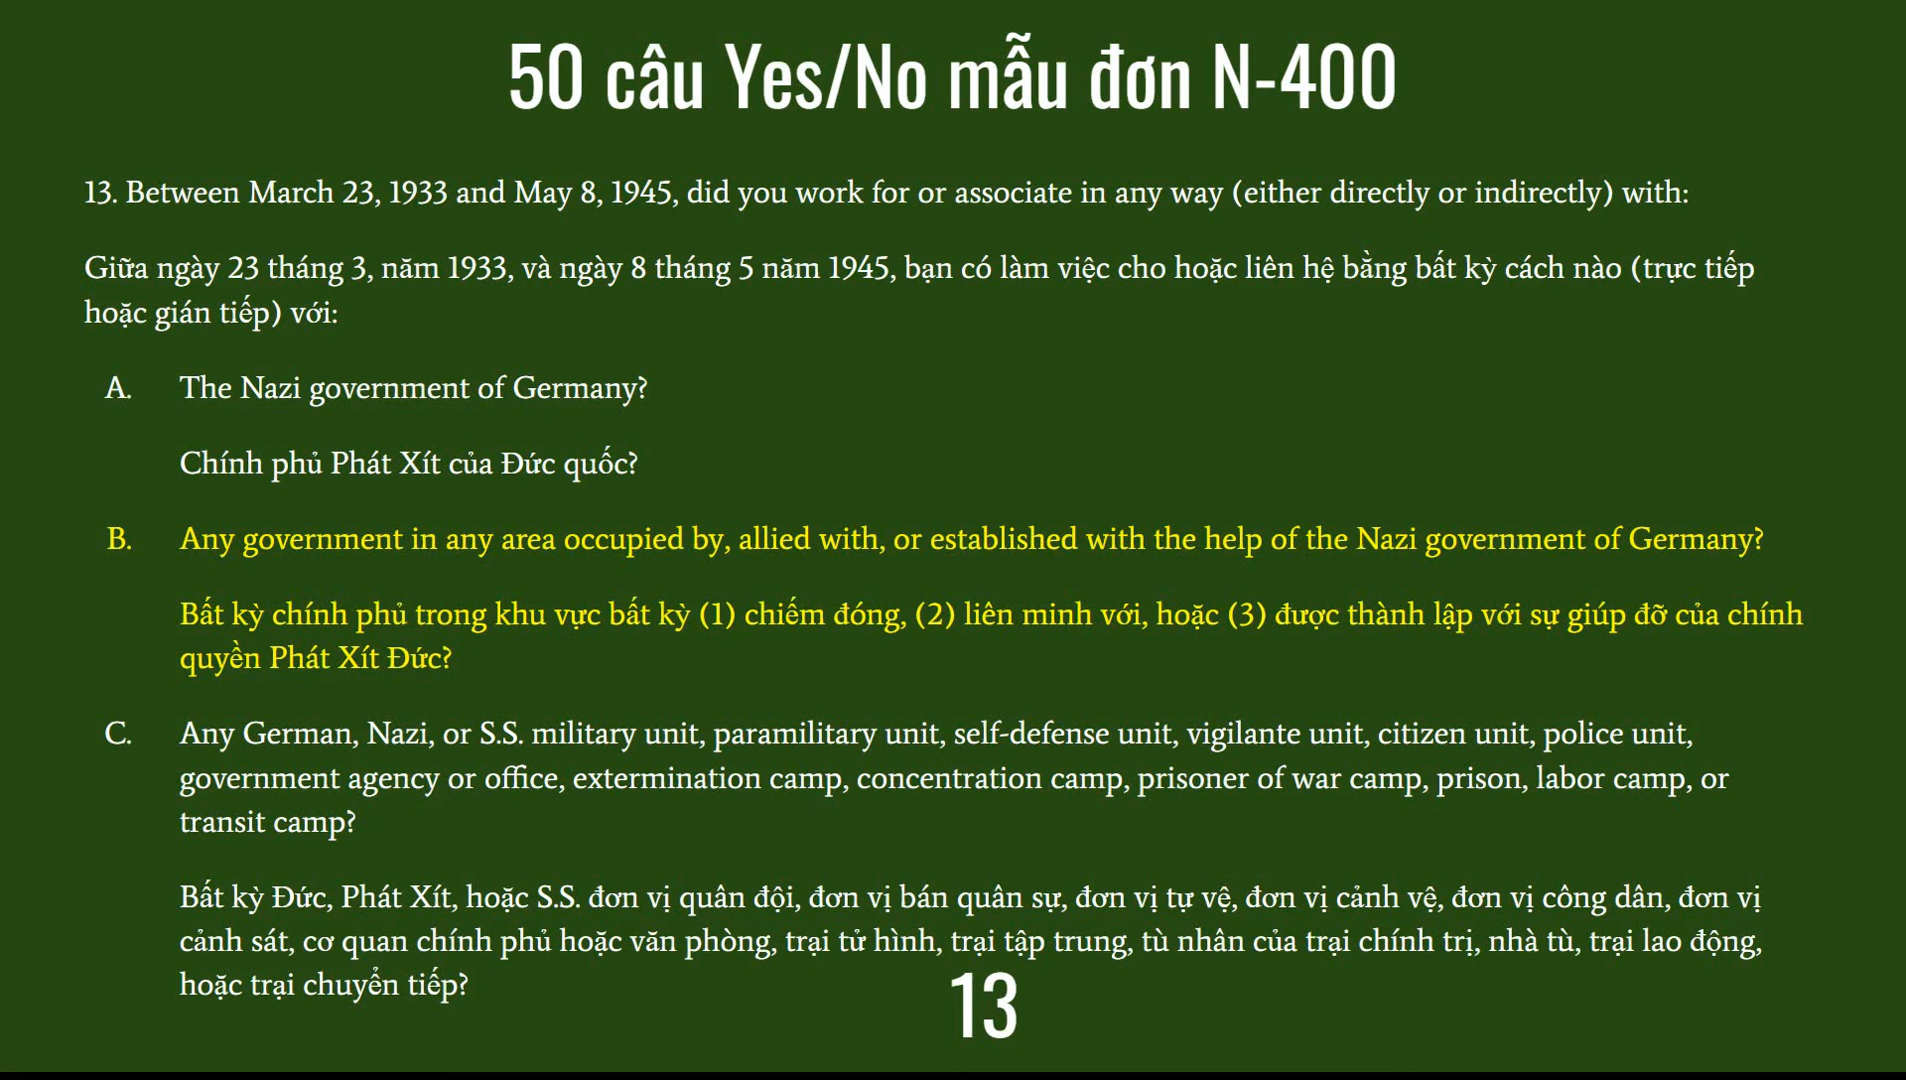 50 câu Yes/No mẫu đơn N-400
13. Between March 23, 1933 and May 8, 1945, did you work for or associate in any way (either directly or indirectly) with:
Giữa ngày 23 tháng 3, năm 1933, và ngày 8 tháng 5 năm 1945, bạn có làm việc cho hoặc liên hệ bằng bất kỳ cách nào (trực tiếp
hoặc gián tiếp) với:
A. The Nazi government of Germany?
Chính phủ Phát Xít của Đức quốc?
B. Any government in any area occupied by, allied with, or established with the help of the Nazi government of Germany?
Bất kỳ chính phủ trong khu vực bất kỳ (1) chiếm đóng, (2) liên minh với, hoặc (3) được thành lập với sự giúp đỡ của chính
quyền Phát Xít Đức?
C. Any German, Nazi, or S.S. military unit, paramilitary unit, self-defense unit, vigilante unit, citizen unit, police unit,
government agency or office, extermination camp, concentration camp, prisoner of war camp, prison, labor camp, or
transit camp?
Bất kỳ Đức, Phát Xít, hoặc S.S. đơn vị quân đội, đơn vị bán quân sự, đơn vị tự vệ, đơn vị cảnh vệ, đơn vị công dân, đơn vị
cảnh sát, cơ quan chính phủ hoặc văn phòng, trại tử hình, trại tập trung, tù nhân của trại chính trị, nhà tù, trại lao động,
hoặc trại chuyển tiếp?
13